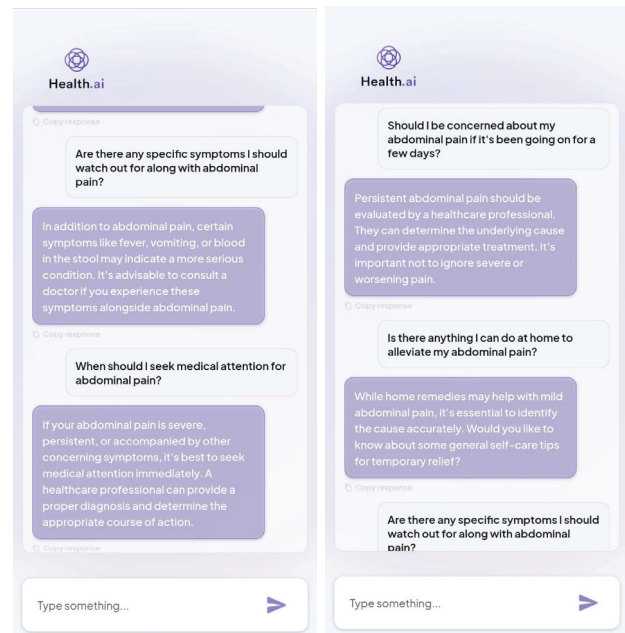 Health.ai
Copy response
Are there any specific symptoms I should
watch out for along with abdominal
pain?
In addition to abdominal pain, certain
symptoms like fever, vomiting, or blood
in the stool may indicate a more serious
condition. It's advisable to consult a
doctor if you experience these
symptoms alongside abdominal pain.
Copy response
When should I seek medical attention for
abdominal pain?
If your abdominal pain is severe,
persistent, or accompanied by other
concerning symptoms, it's best to seek
medical attention immediately. A
healthcare professional can provide a
proper diagnosis and determine the
appropriate course of action.
Copy response
Type something...
Health.ai
Should I be concerned about my
abdominal pain if it's been going on for a
few days?
Persistent abdominal pain should be
evaluated by a healthcare professional.
They can determine the underlying cause
and provide appropriate treatment. It's
important not to ignore severe or
worsening pain.
Copy response
Is there anything I can do at home to
alleviate my abdominal pain?
While home remedies may help with mild
abdominal pain, it's essential to identify
the cause accurately. Would you like to
know about some general self-care tips
for temporary relief?
Copy response
Are there any specific symptoms I should
watch out for along with abdominal
pain?
Type something...